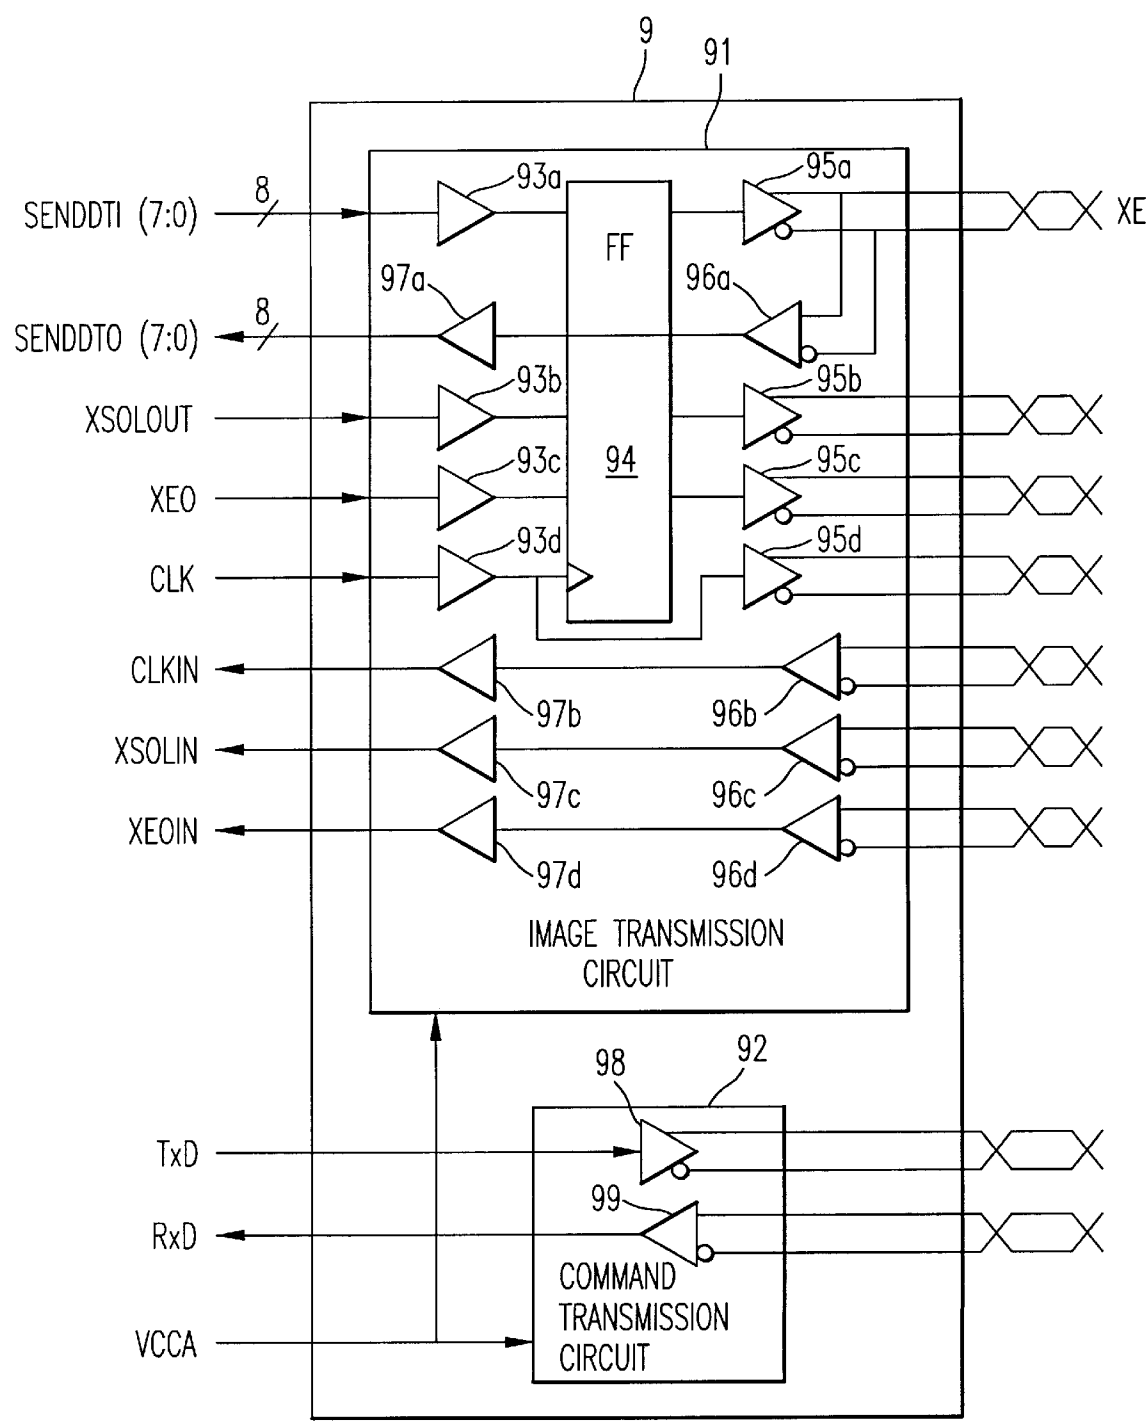 9
91
SENDDTI (7:0)
8
93a
FF
95a
XE
SENDDTO (7:0)
8
97a
96a
XSOLOUT
93b
95b
94
XEO
93c
95c
CLK
93d
95d
CLKIN
97b
96b
XSOLIN
97c
96c
XEOIN
97d
96d
IMAGE TRANSMISSION
CIRCUIT
92
98
TxD
99
RxD
COMMAND
TRANSMISSION
CIRCUIT
VCCA